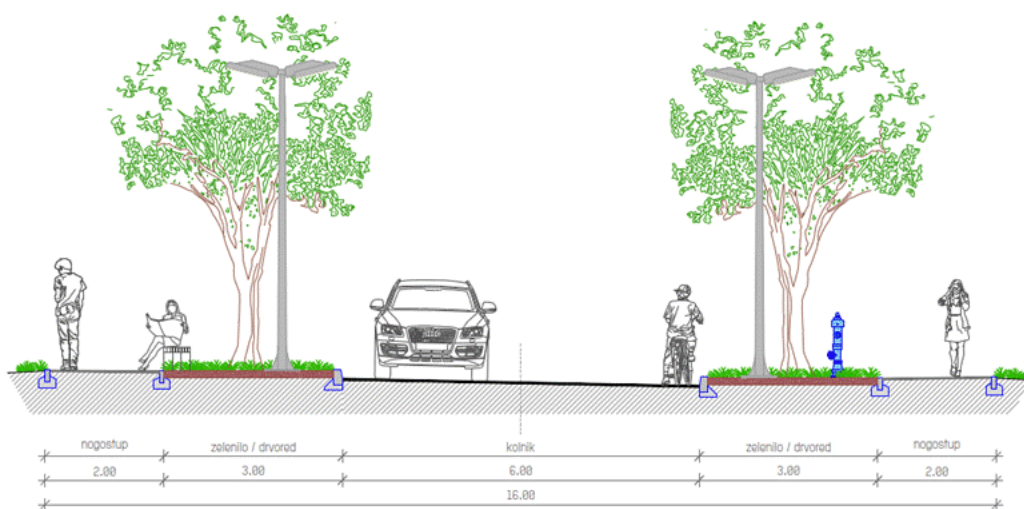 nogostup zelenilo / drvored kolnik zelenilo / drvored nogostup
2.00 3.00 6.00 3.00 2.00
16.00